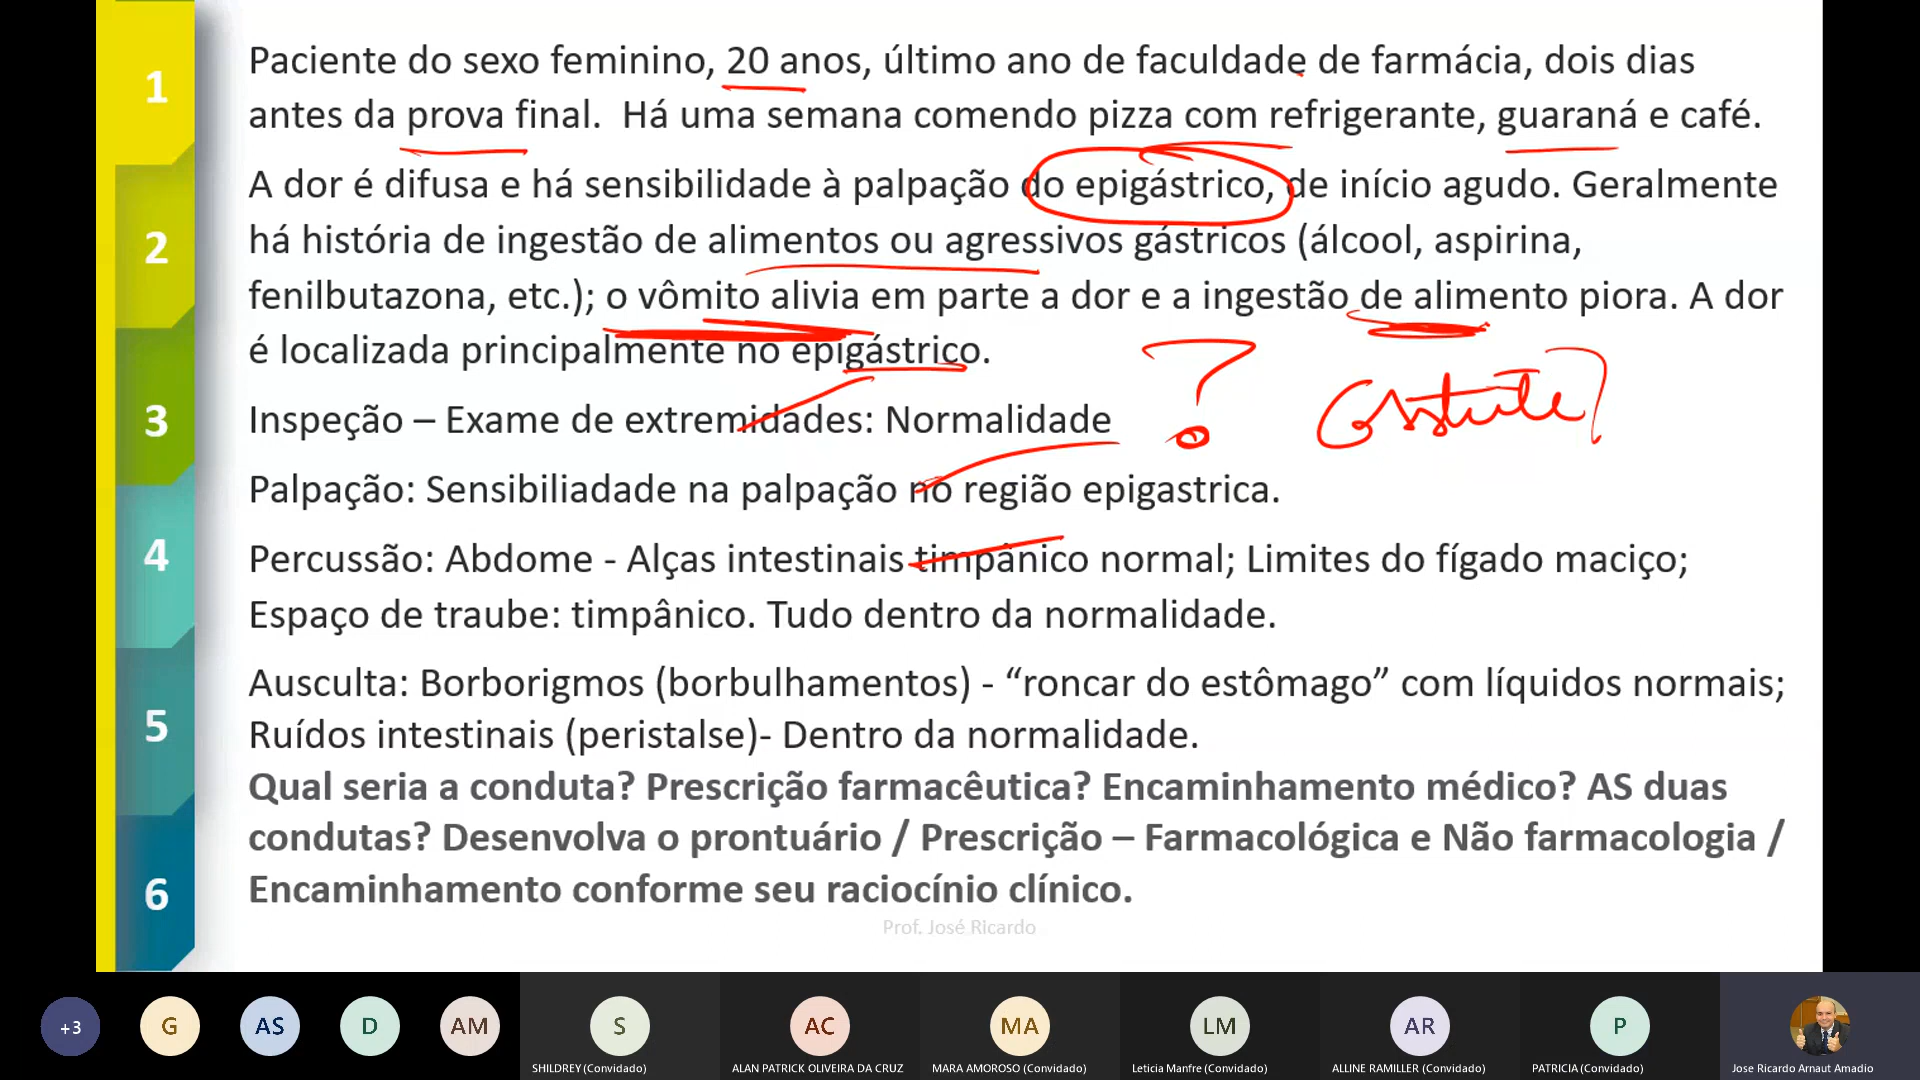 1
Paciente do sexo feminino, 20 anos, último ano de faculdade de farmácia, dois dias
antes da prova final.  Há uma semana comendo pizza com refrigerante, guaraná e café.
2
A dor é difusa e há sensibilidade à palpação do epigástrico, de início agudo. Geralmente
há história de ingestão de alimentos ou agressivos gástricos (álcool, aspirina,
fenilbutazona, etc.); o vômito alivia em parte a dor e a ingestão de alimento piora. A dor
é localizada principalmente no epigástrico.
?
3
Inspeção – Exame de extremidades: Normalidade
Palpação: Sensibiliadade na palpação no região epigastrica.
4
Percussão: Abdome - Alças intestinais timpânico normal; Limites do fígado maciço;
Espaço de traube: timpânico. Tudo dentro da normalidade.
5
Ausculta: Borborigmos (borbulhamentos) - “roncar do estômago” com líquidos normais;
Ruídos intestinais (peristalse)- Dentro da normalidade.
Qual seria a conduta? Prescrição farmacêutica? Encaminhamento médico? AS duas
condutas? Desenvolva o prontuário / Prescrição – Farmacológica e Não farmacologia /
6
Encaminhamento conforme seu raciocínio clínico.
Prof. José Ricardo
+3
G
AS
D
AM
S
AC
MA
LM
AR
P
SHILDREY (Convidado)
ALAN PATRICK OLIVEIRA DA CRUZ
MARA AMOROSO (Convidado)
Leticia Manfre (Convidado)
ALLINE RAMILLER (Convidado)
PATRICIA (Convidado)
Jose Ricardo Arnaut Amadio